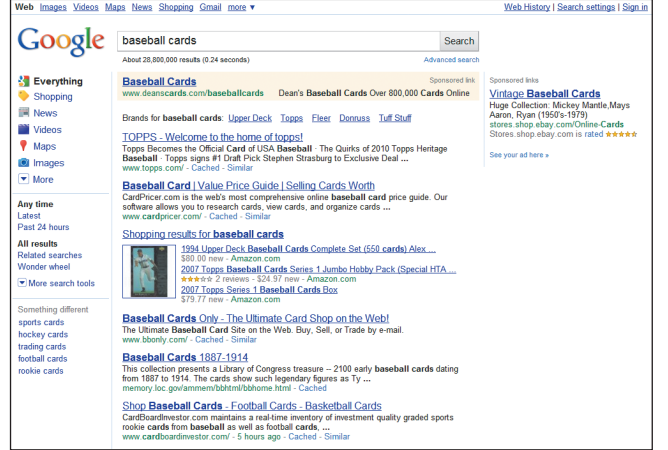 Web Images Videos Maps News Shopping Gmail more ▼
Web History | Search settings | Sign in
Google
baseball cards
Search
About 28,800,000 results (0.24 seconds)
Advanced search
Everything
Shopping
News
Videos
Maps
Images
More
Any time
Latest
Past 24 hours
All results
Related searches
Wonder wheel
More search tools
Something different
sports cards
hockey cards
trading cards
football cards
rookie cards
Baseball Cards
Sponsored link
www.deanscards.com/baseballcards Dean's Baseball Cards Over 800,000 Cards Online
Brands for baseball cards: Upper Deck Topps Fleer Donruss Tuff Stuff
TOPPS - Welcome to the home of topps!
Topps Becomes the Official Card of USA Baseball · The Quirks of 2010 Topps Heritage
Baseball · Topps signs #1 Draft Pick Stephen Strasburg to Exclusive Deal ...
www.topps.com/ - Cached - Similar
Baseball Card | Value Price Guide | Selling Cards Worth
CardPricer.com is the web's most comprehensive online baseball card price guide. Our
software allows you to research cards, view cards, and organize cards ...
www.cardpricer.com/ - Cached - Similar
Shopping results for baseball cards
1994 Upper Deck Baseball Cards Complete Set (550 cards) Alex ...
$80.00 new - Amazon.com
2007 Topps Baseball Cards Series 1 Jumbo Hobby Pack (Special HTA ...
2 reviews - $24.97 new - Amazon.com
2007 Topps Series 1 Baseball Cards Box
$79.77 new - Amazon.com
Baseball Cards Only - The Ultimate Card Shop on the Web!
The Ultimate Baseball Card Site on the Web. Buy, Sell, or Trade by e-mail.
www.bbonly.com/ - Cached - Similar
Baseball Cards 1887-1914
This collection presents a Library of Congress treasure -- 2100 early baseball cards dating
from 1887 to 1914. The cards show such legendary figures as Ty ...
memory.loc.gov/ammem/bbhtml/bbhome.html - Cached
Shop Baseball Cards - Football Cards - Basketball Cards
CardBoardInvestor.com maintains a real-time inventory of investment quality graded sports
rookie cards from baseball as well as football cards, ...
www.cardboardinvestor.com/ - 5 hours ago - Cached - Similar
Sponsored links
Vintage Baseball Cards
Huge Collection: Mickey Mantle,Mays
Aaron, Ryan (1950's-1979)
stores.shop.ebay.com/Online-Cards
Stores.shop.ebay.com is rated ★★★★★
See your ad here »